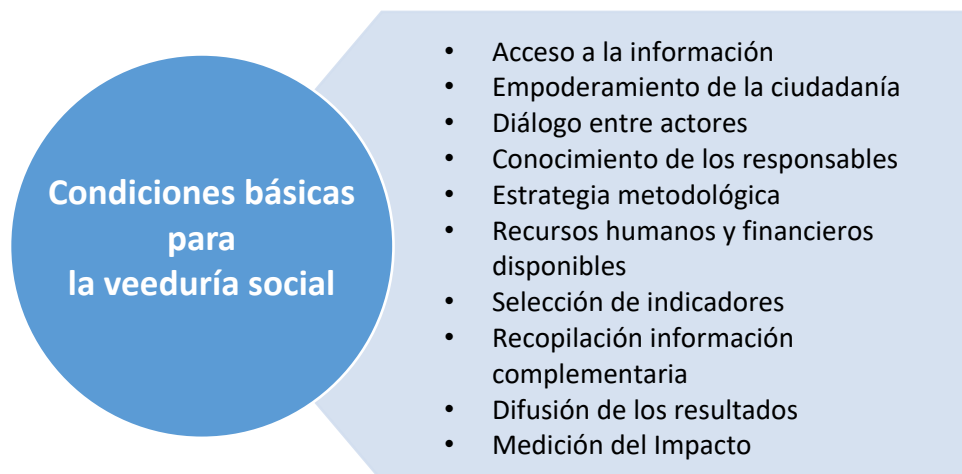 Condiciones básicas
para
la veeduría social
• Acceso a la información
• Empoderamiento de la ciudadanía
• Diálogo entre actores
• Conocimiento de los responsables
• Estrategia metodológica
• Recursos humanos y financieros
disponibles
• Selección de indicadores
• Recopilación información
complementaria
• Difusión de los resultados
• Medición del Impacto